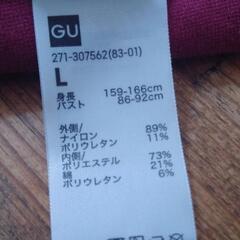 GU
271-307562(83-01)
L
身長 159-166cm
バスト 86-92cm
外側/
ナイロン 89%
ポリウレタン 11%
内側/
ポリエステル 73%
綿 21%
ポリウレタン 6%